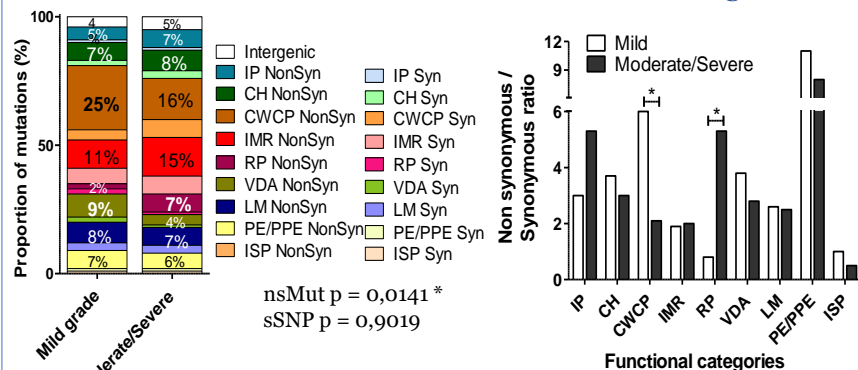 Proportion of mutations (%)
100
50
0
4
5%
7%
25%
11%
2%
9%
8%
7%
5%
7%
8%
16%
15%
7%
4%
7%
6%
Mild grade
derate/Severe
Intergenic
IP NonSyn
CH NonSyn
CWCP NonSyn
IMR NonSyn
RP NonSyn
VDA NonSyn
LM NonSyn
PE/PPE NonSyn
ISP NonSyn
IP Syn
CH Syn
CWCP Syn
IMR Syn
RP Syn
VDA Syn
LM Syn
PE/PPE Syn
ISP Syn
nsMut p = 0,0141 *
sSNP p = 0,9019
Non synonymous /
Synonymous ratio
12
9
6
4
2
0
Mild
Moderate/Severe
*
*
IP
CH
CWCP
IMR
RP
VDA
LM
PE/PPE
ISP
Functional categories